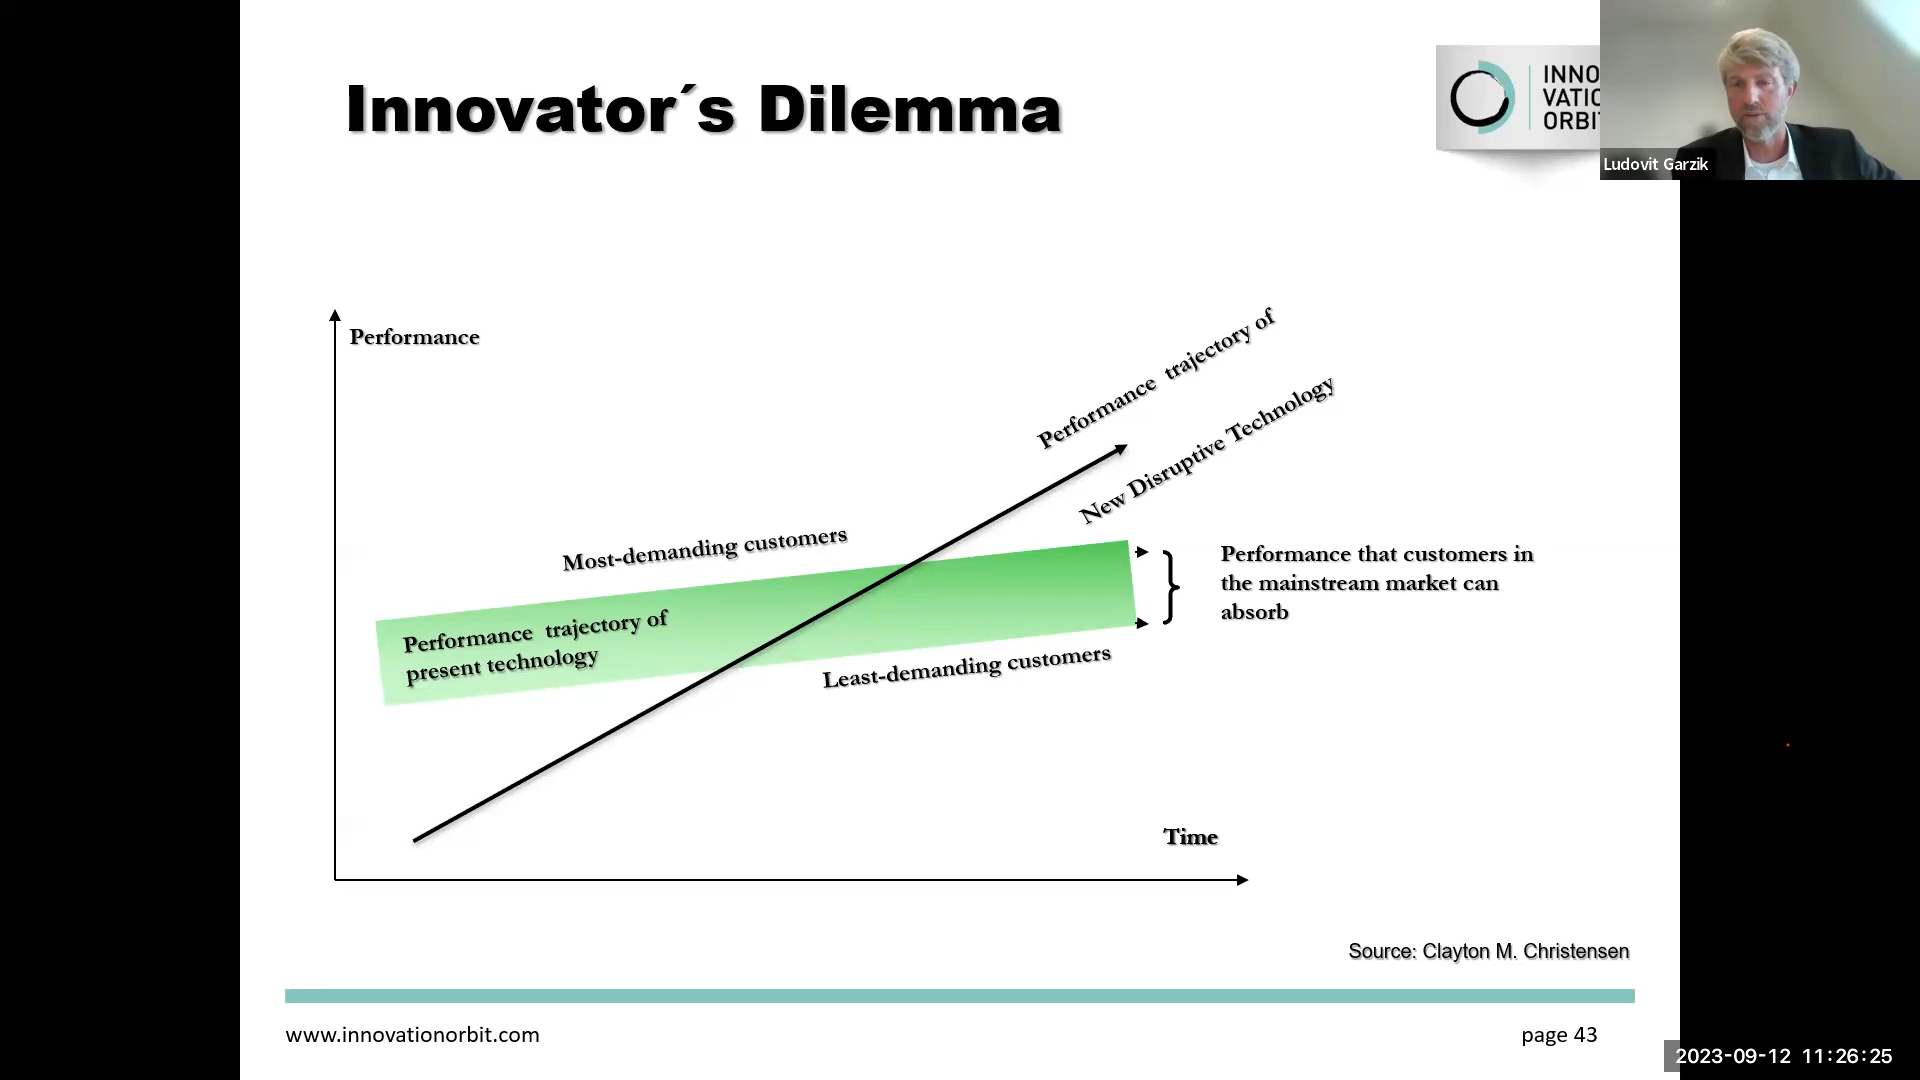 Innovator´s Dilemma
INNO
VATIO
ORBIT
Ludovit Garzik
Performance
Performance trajectory of
New Disruptive Technology
Most-demanding customers
Performance trajectory of
present technology
Least-demanding customers
Performance that customers in
the mainstream market can
absorb
Time
Source: Clayton M. Christensen
www.innovationorbit.com
page 43
2023-09-12 11:26:25